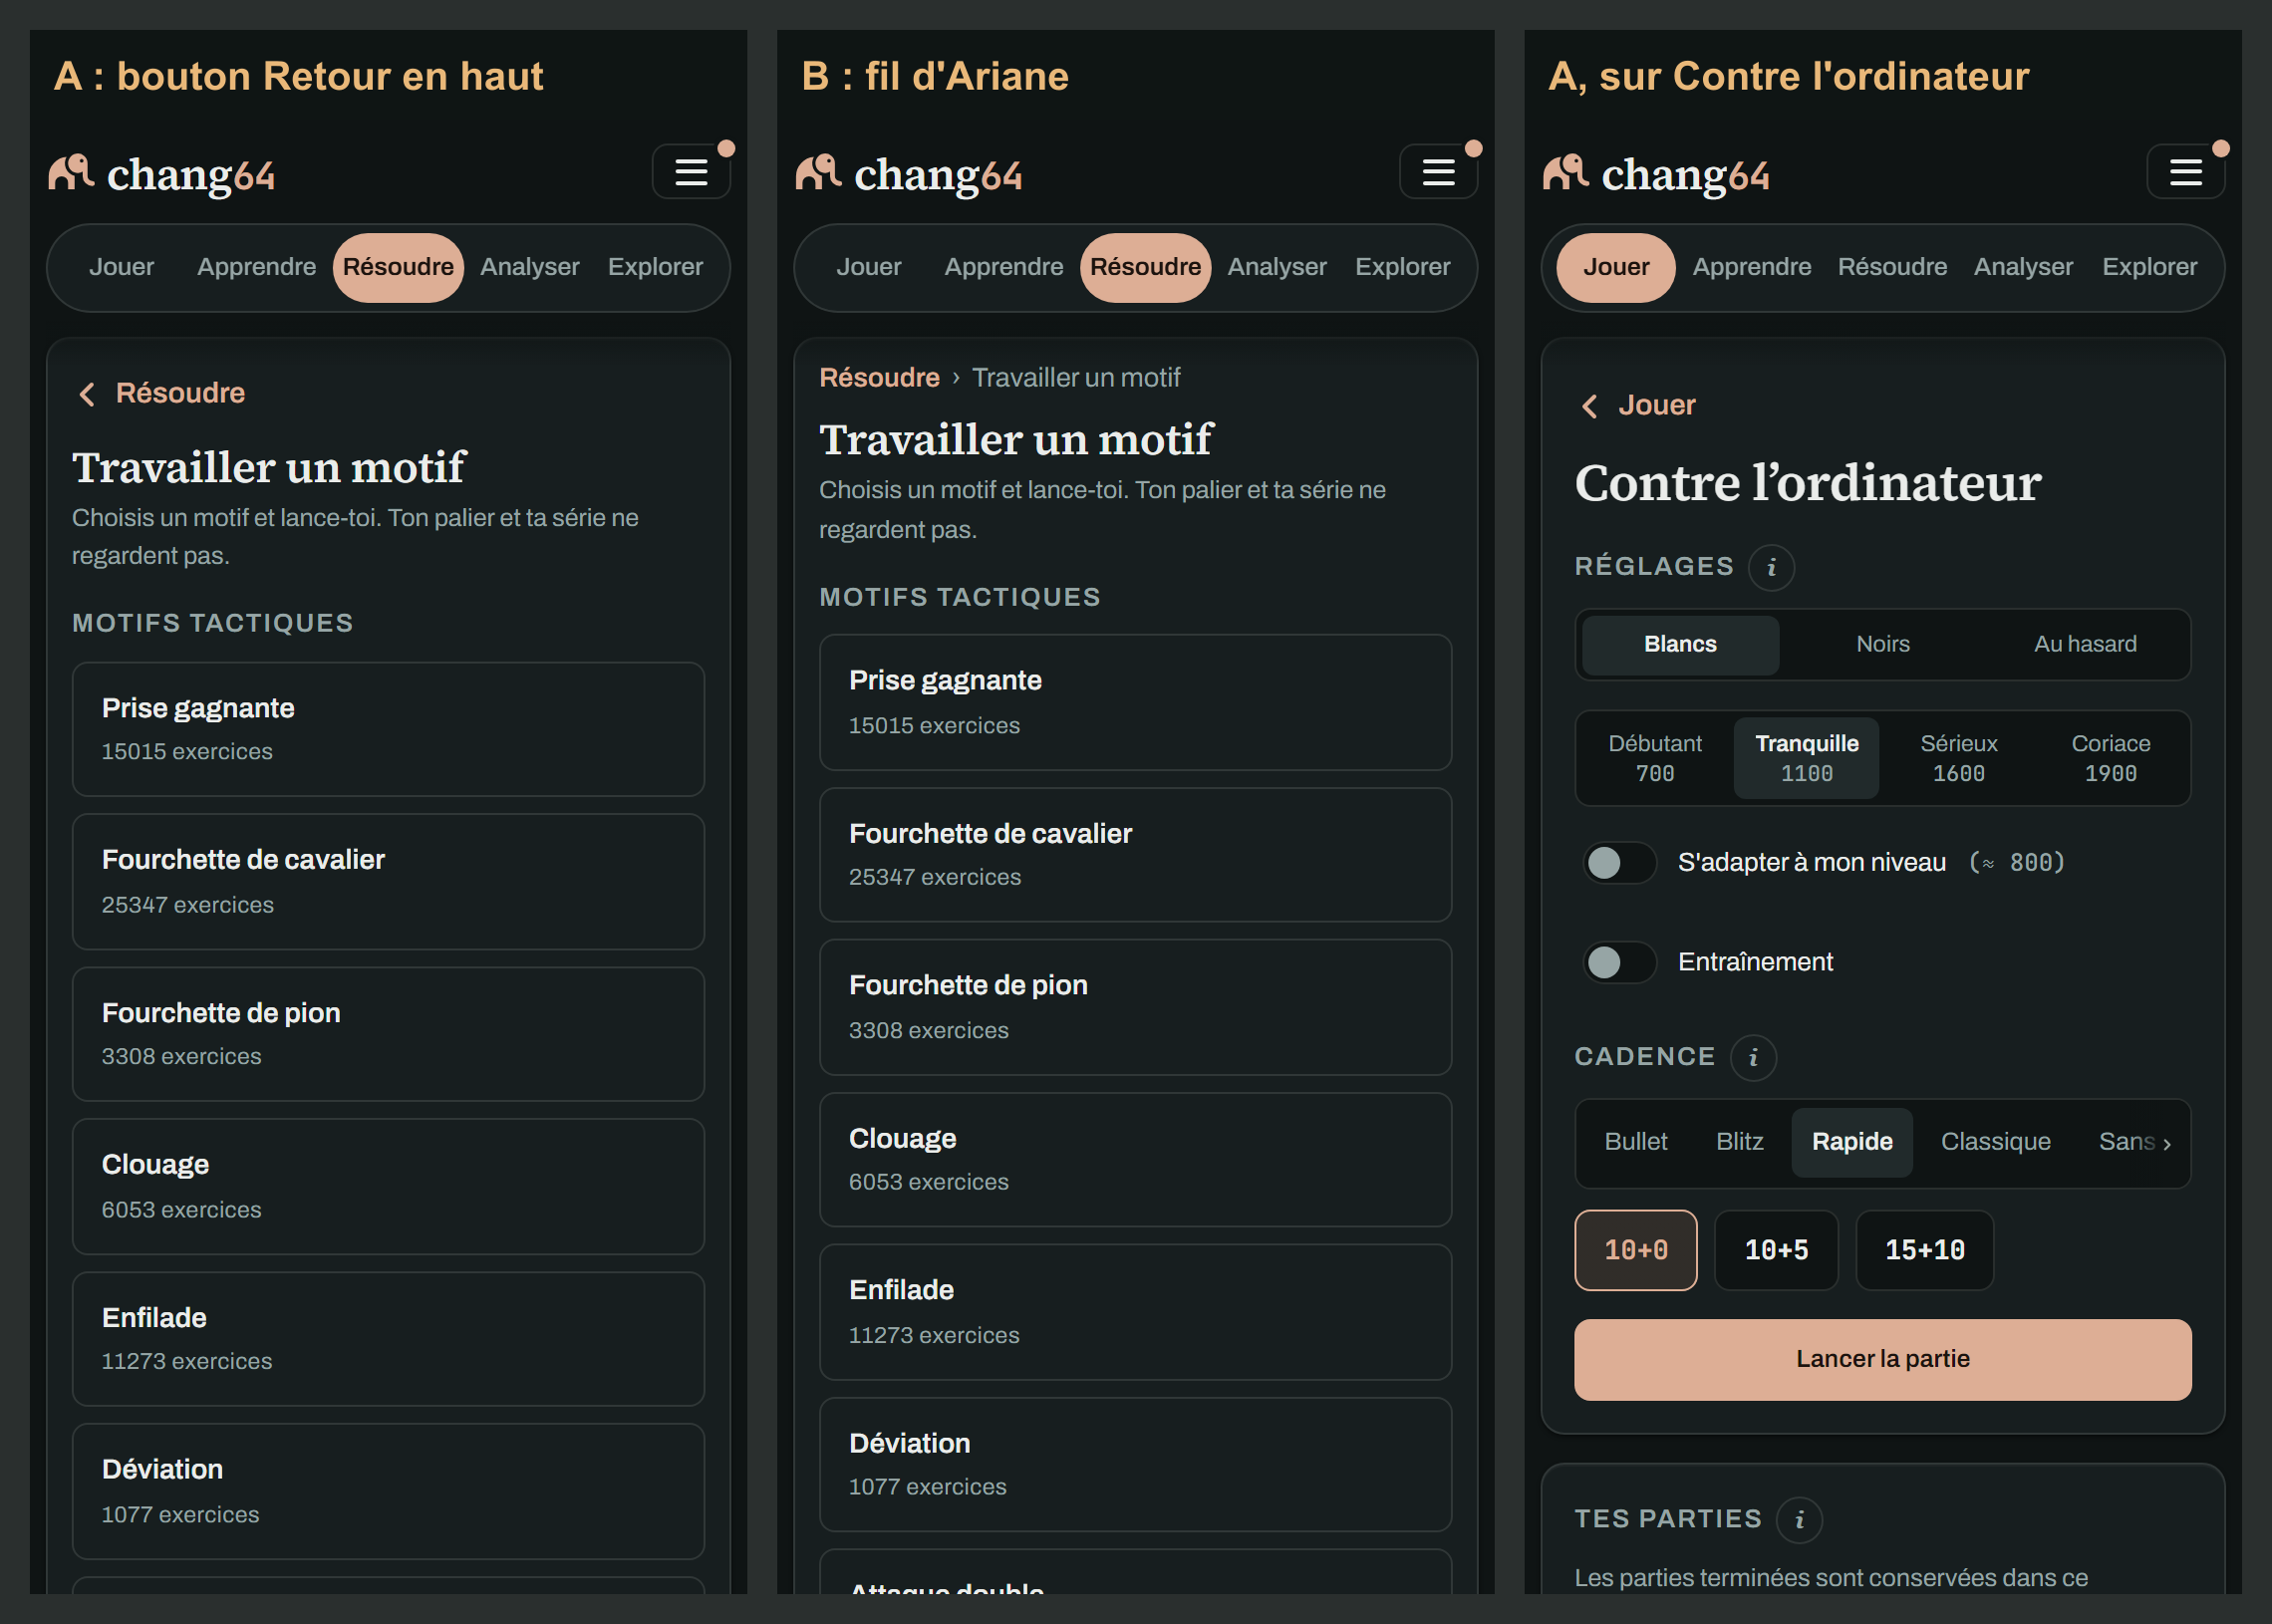 A : bouton Retour en haut
chang64
Jouer Apprendre Résoudre Analyser Explorer
‹ Résoudre
Travailler un motif
Choisis un motif et lance-toi. Ton palier et ta série ne
regardent pas.
MOTIFS TACTIQUES
Prise gagnante
15015 exercices
Fourchette de cavalier
25347 exercices
Fourchette de pion
3308 exercices
Clouage
6053 exercices
Enfilade
11273 exercices
Déviation
1077 exercices
B : fil d'Ariane
chang64
Jouer Apprendre Résoudre Analyser Explorer
Résoudre › Travailler un motif
Travailler un motif
Choisis un motif et lance-toi. Ton palier et ta série ne
regardent pas.
MOTIFS TACTIQUES
Prise gagnante
15015 exercices
Fourchette de cavalier
25347 exercices
Fourchette de pion
3308 exercices
Clouage
6053 exercices
Enfilade
11273 exercices
Déviation
1077 exercices
Attaque double
A, sur Contre l'ordinateur
chang64
Jouer Apprendre Résoudre Analyser Explorer
‹ Jouer
Contre l’ordinateur
RÉGLAGES i
Blancs Noirs Au hasard
Débutant Tranquille Sérieux Coriace
700 1100 1600 1900
S'adapter à mon niveau (≈ 800)
Entraînement
CADENCE i
Bullet Blitz Rapide Classique Sans ›
10+0 10+5 15+10
Lancer la partie
TES PARTIES i
Les parties terminées sont conservées dans ce